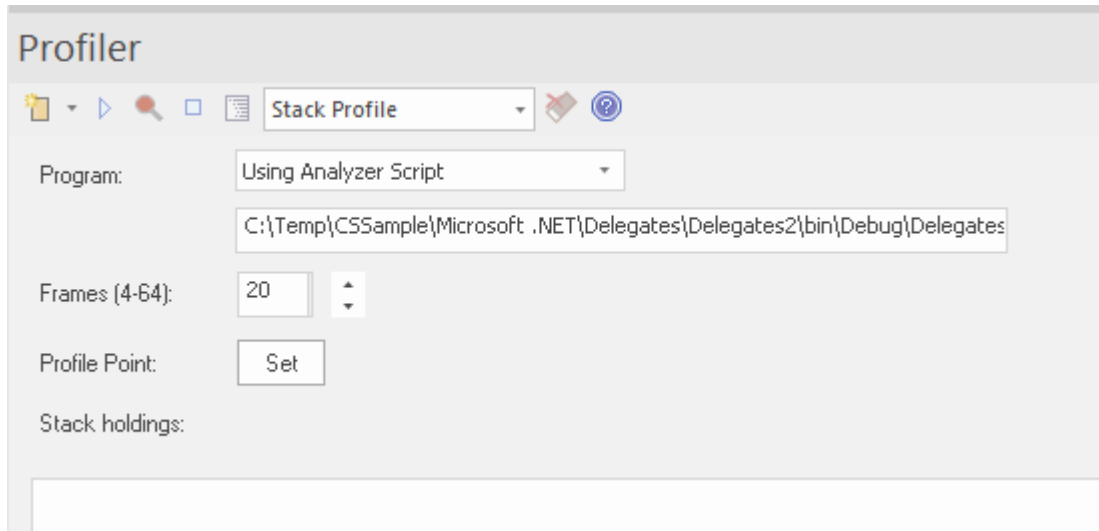 Profiler
Stack Profile
Program: Using Analyzer Script
C:\Temp\CSSample\Microsoft .NET\Delegates\Delegates2\bin\Debug\Delegates
Frames (4-64): 20
Profile Point: Set
Stack holdings: